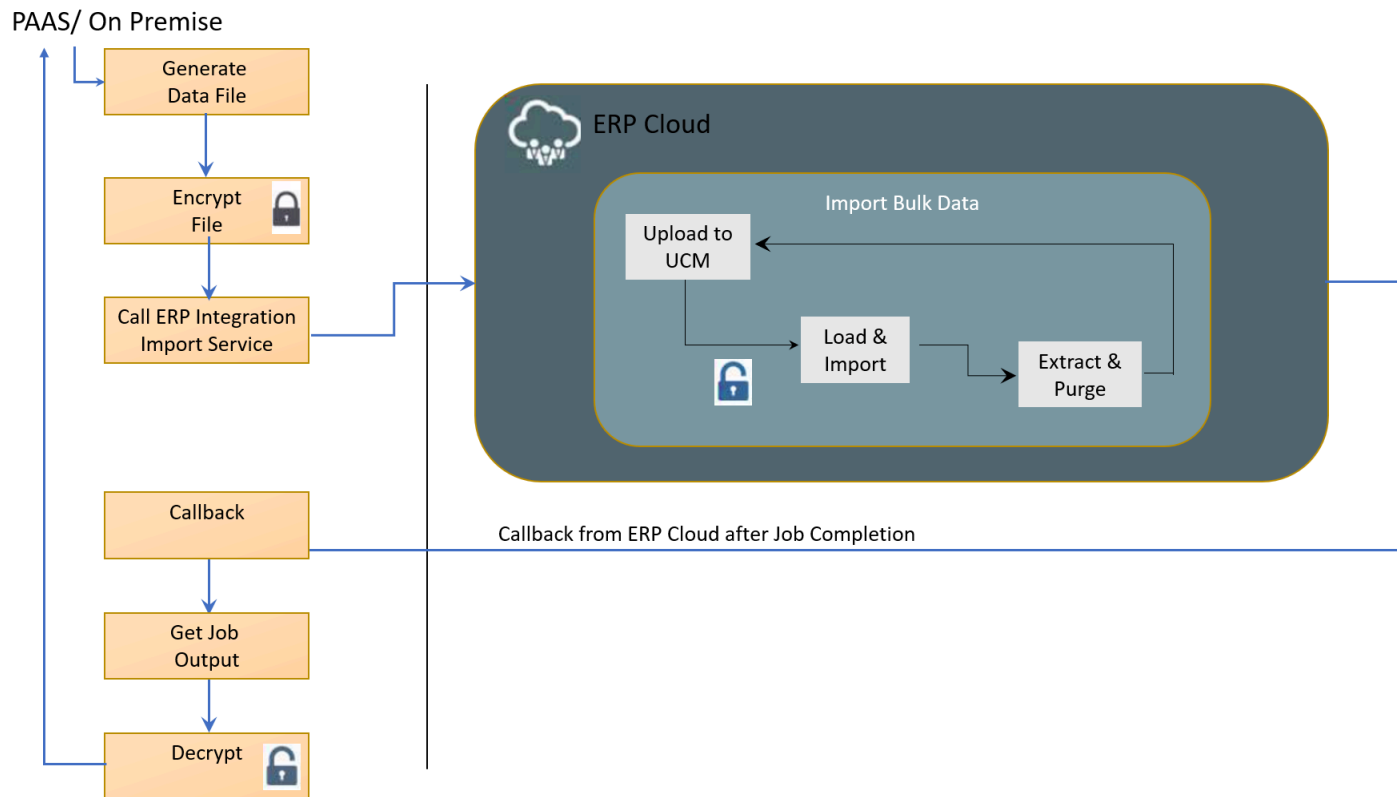 PAAS/ On Premise
Generate
Data File
Encrypt
File
Call ERP Integration
Import Service
ERP Cloud
Import Bulk Data
Upload to
UCM
Load &
Import
Extract &
Purge
Callback
Callback from ERP Cloud after Job Completion
Get Job
Output
Decrypt